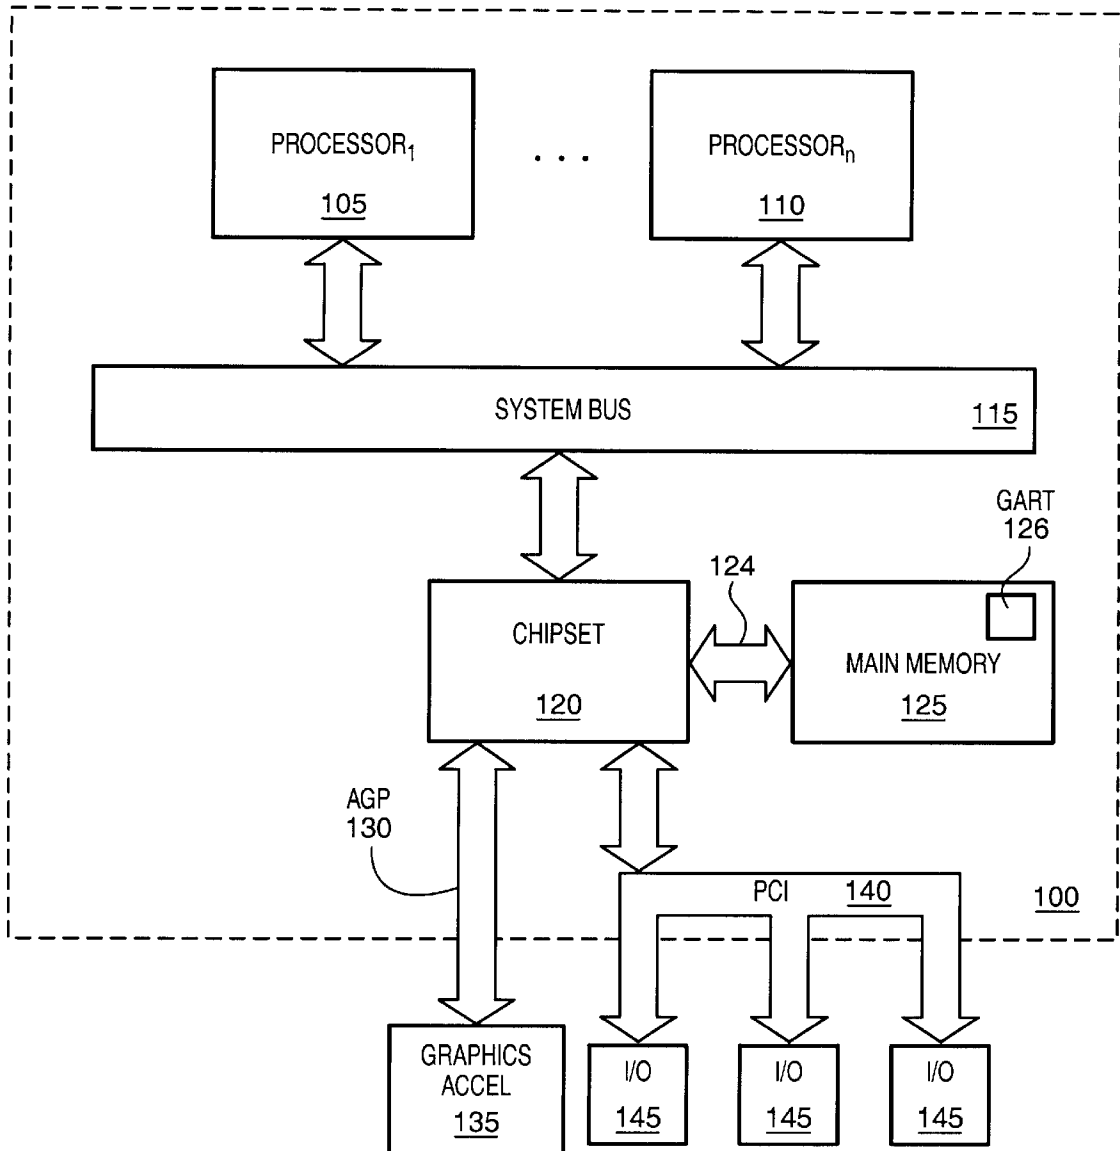 PROCESSOR₁
105
. . .
PROCESSORₙ
110
SYSTEM BUS
115
GART
126
124
CHIPSET
120
MAIN MEMORY
125
AGP
130
PCI
140
100
GRAPHICS
ACCEL
135
I/O
145
I/O
145
I/O
145